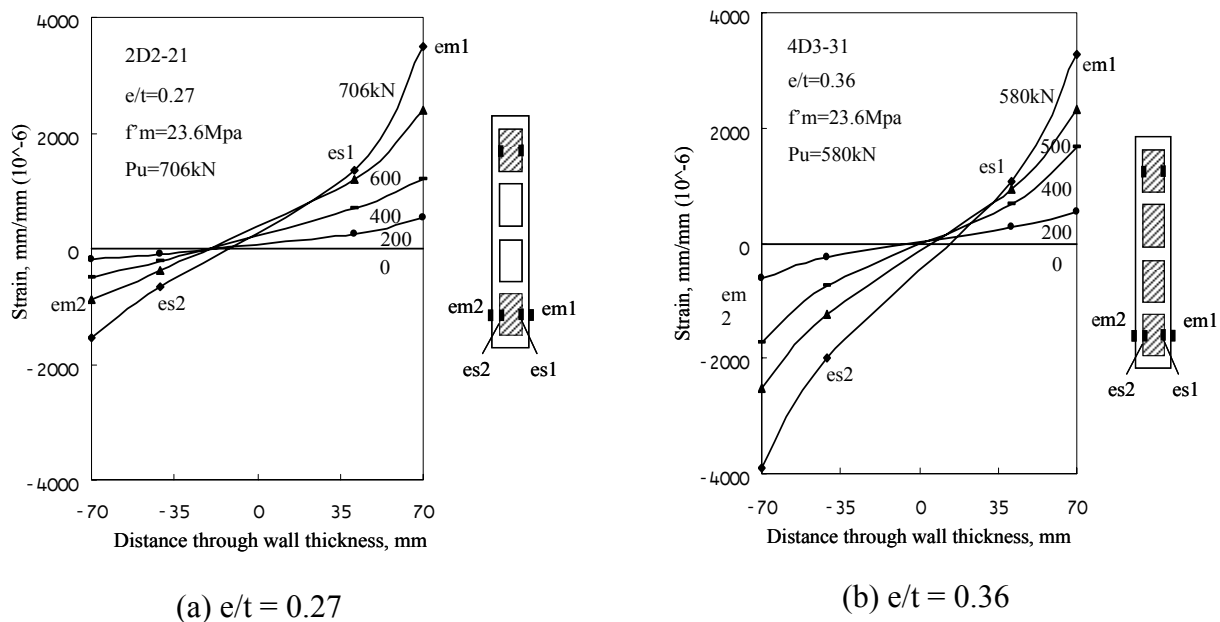 4000
2D2-21
e/t=0.27
f'm=23.6Mpa
Pu=706kN
706kN
em1
es1
600
400
200
0
em2
es2
2000
0
-2000
-4000
Strain, mm/mm (10^-6)
-70 -35 0 35 70
Distance through wall thickness, mm
em2 em1
es2 es1
(a) e/t = 0.27
4000
4D3-31
e/t=0.36
f'm=23.6Mpa
Pu=580kN
580kN
em1
es1
500
400
200
0
em
2
es2
2000
0
-2000
-4000
Strain, mm/mm (10^-6)
-70 -35 0 35 70
Distance through wall thickness, mm
em2 em1
es2 es1
(b) e/t = 0.36